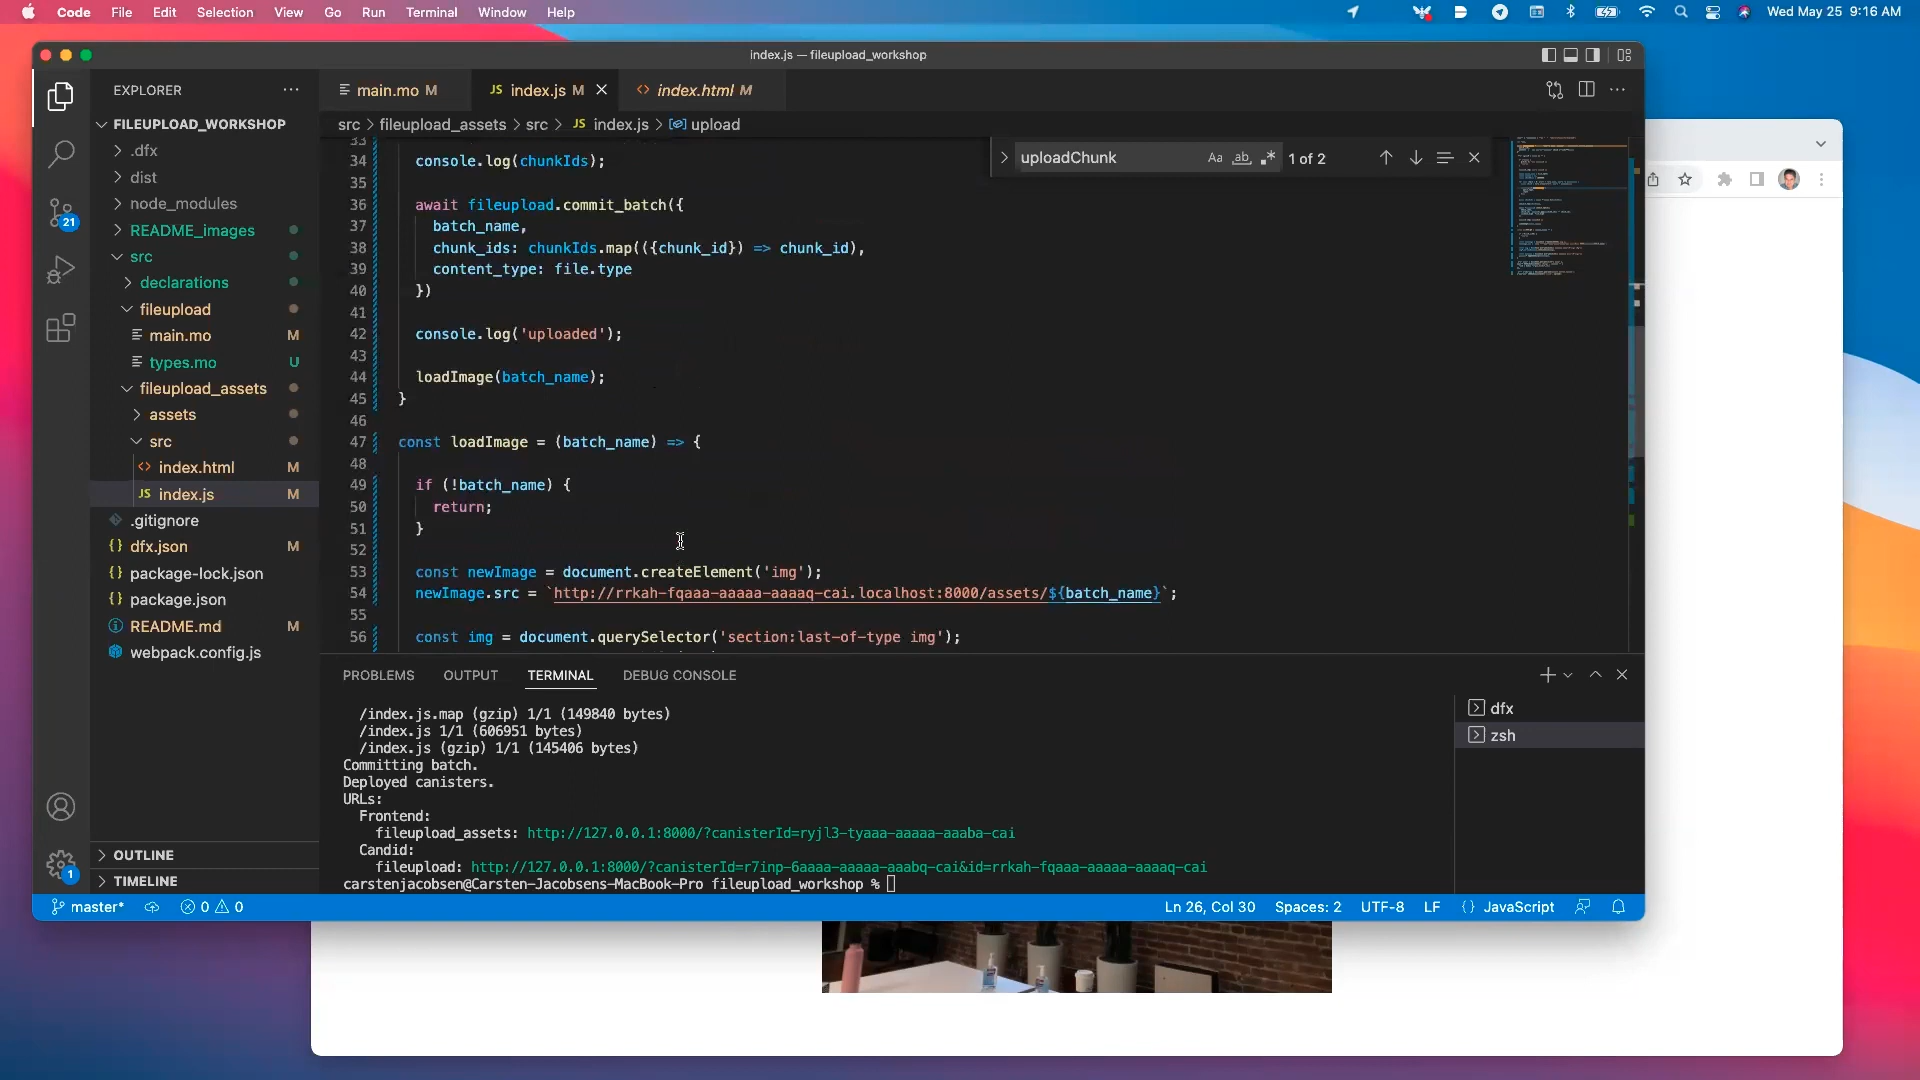 Code File Edit Selection View Go Run Terminal Window Help
Wed May 25 9:16 AM
index.js — fileupload_workshop
EXPLORER
FILEUPLOAD_WORKSHOP
.dfx
dist
node_modules
README_images
src
declarations
fileupload
main.mo M
types.mo U
fileupload_assets
assets
src
index.html M
JS index.js M
.gitignore
dfx.json M
package-lock.json
package.json
README.md M
webpack.config.js
OUTLINE
TIMELINE
21
1
main.mo M
JS index.js M
index.html M
src > fileupload_assets > src > JS index.js > upload
uploadChunk Aa ab 1 of 2
33
34 console.log(chunkIds);
35
36 await fileupload.commit_batch({
37 batch_name,
38 chunk_ids: chunkIds.map(({chunk_id}) => chunk_id),
39 content_type: file.type
40 })
41
42 console.log('uploaded');
43
44 loadImage(batch_name);
45 }
46
47 const loadImage = (batch_name) => {
48
49 if (!batch_name) {
50 return;
51 }
52
53 const newImage = document.createElement('img');
54 newImage.src = `http://rrkah-fqaaa-aaaaa-aaaaq-cai.localhost:8000/assets/${batch_name}`;
55
56 const img = document.querySelector('section:last-of-type img');
PROBLEMS OUTPUT TERMINAL DEBUG CONSOLE
/index.js.map (gzip) 1/1 (149840 bytes)
/index.js 1/1 (606951 bytes)
/index.js (gzip) 1/1 (145406 bytes)
Committing batch.
Deployed canisters.
URLs:
Frontend:
fileupload_assets: http://127.0.0.1:8000/?canisterId=ryjl3-tyaaa-aaaaa-aaaba-cai
Candid:
fileupload: http://127.0.0.1:8000/?canisterId=r7inp-6aaaa-aaaaa-aaabq-cai&id=rrkah-fqaaa-aaaaa-aaaaq-cai
carstenjacobsen@Carsten-Jacobsens-MacBook-Pro fileupload_workshop %
dfx
zsh
master* 0 0
Ln 26, Col 30 Spaces: 2 UTF-8 LF {} JavaScript